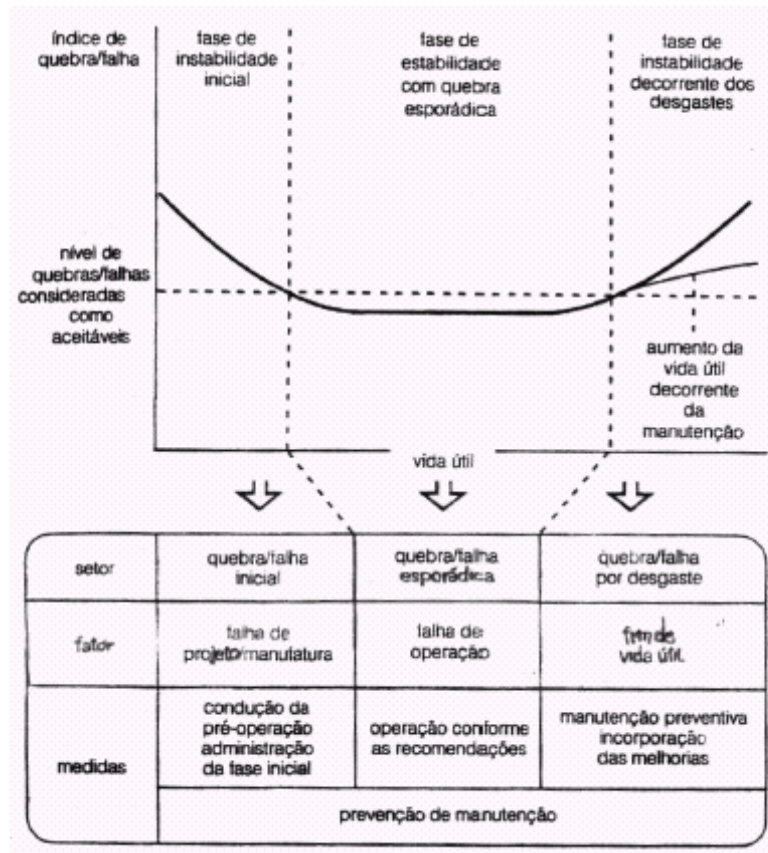 índice de
quebra/falha
fase de
instabilidade
inicial
fase de
estabilidade
com quebra
esporádica
fase de
instabilidade
decorrente dos
desgastes
nível de
quebras/falhas
consideradas
como
aceitáveis
aumento da
vida útil
decorrente
da
manutenção
vida útil
setor
quebra/falha
inicial
quebra/falha
esporádica
quebra/falha
por desgaste
fator
falha de
projeto/manufatura
falha de
operação
fim de
vida útil
medidas
condução da
pré-operação
administração
da fase inicial
operação conforme
as recomendações
manutenção preventiva
incorporação
das melhorias
prevenção de manutenção